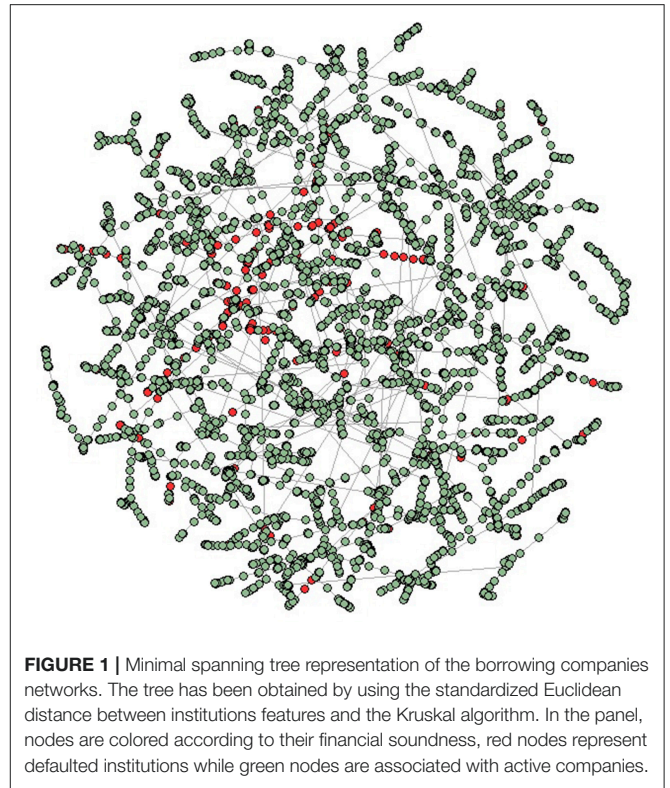 FIGURE 1 | Minimal spanning tree representation of the borrowing companies
networks. The tree has been obtained by using the standardized Euclidean
distance between institutions features and the Kruskal algorithm. In the panel,
nodes are colored according to their financial soundness, red nodes represent
defaulted institutions while green nodes are associated with active companies.